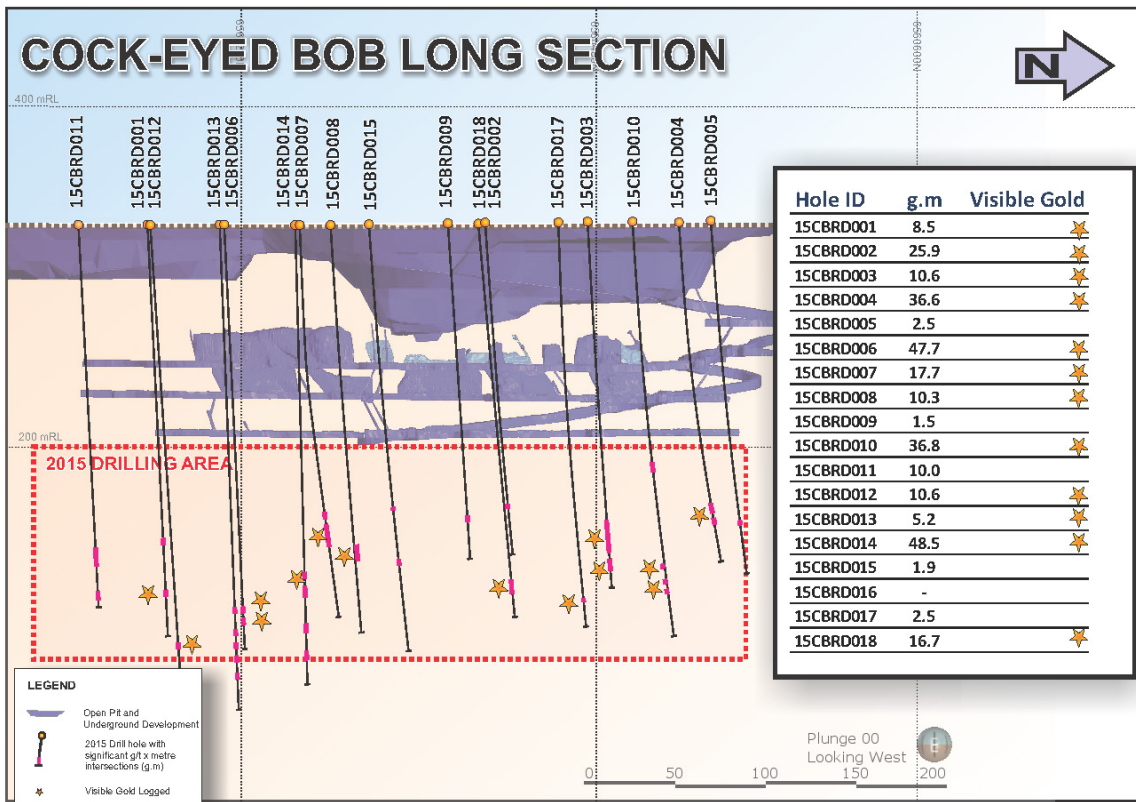 COCK-EYED BOB LONG SECTION
N
400 mRL
15CBRD011
15CBRD001
15CBRD012
15CBRD013
15CBRD006
15CBRD014
15CBRD007
15CBRD008
15CBRD015
15CBRD009
15CBRD018
15CBRD002
15CBRD017
15CBRD003
15CBRD010
15CBRD004
15CBRD005
Hole ID g.m Visible Gold
15CBRD001 8.5
15CBRD002 25.9
15CBRD003 10.6
15CBRD004 36.6
15CBRD005 2.5
15CBRD006 47.7
15CBRD007 17.7
15CBRD008 10.3
15CBRD009 1.5
15CBRD010 36.8
15CBRD011 10.0
15CBRD012 10.6
15CBRD013 5.2
15CBRD014 48.5
15CBRD015 1.9
15CBRD016 -
15CBRD017 2.5
15CBRD018 16.7
200 mRL
2015 DRILLING AREA
LEGEND
Open Pit and
Underground Development
2015 Drill hole with
significant g/t x metre
intersections (g.m)
Visible Gold Logged
Plunge 00
Looking West
0 50 100 150 200